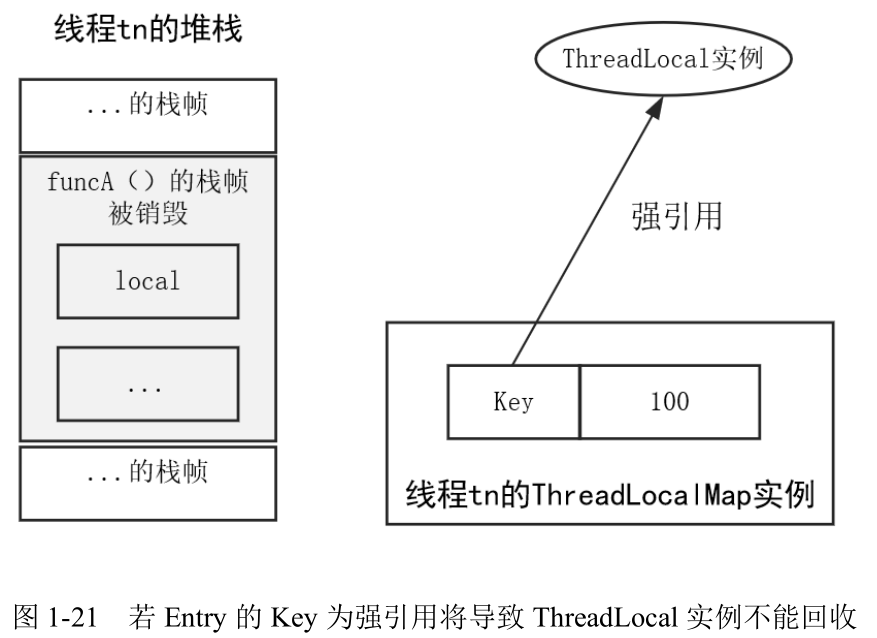 线程tn的堆栈
...的栈帧
funcA（）的栈帧
被销毁
local
...
...的栈帧
ThreadLocal实例
强引用
Key
100
线程tn的ThreadLocalMap实例
图 1-21 若 Entry 的 Key 为强引用将导致 ThreadLocal 实例不能回收